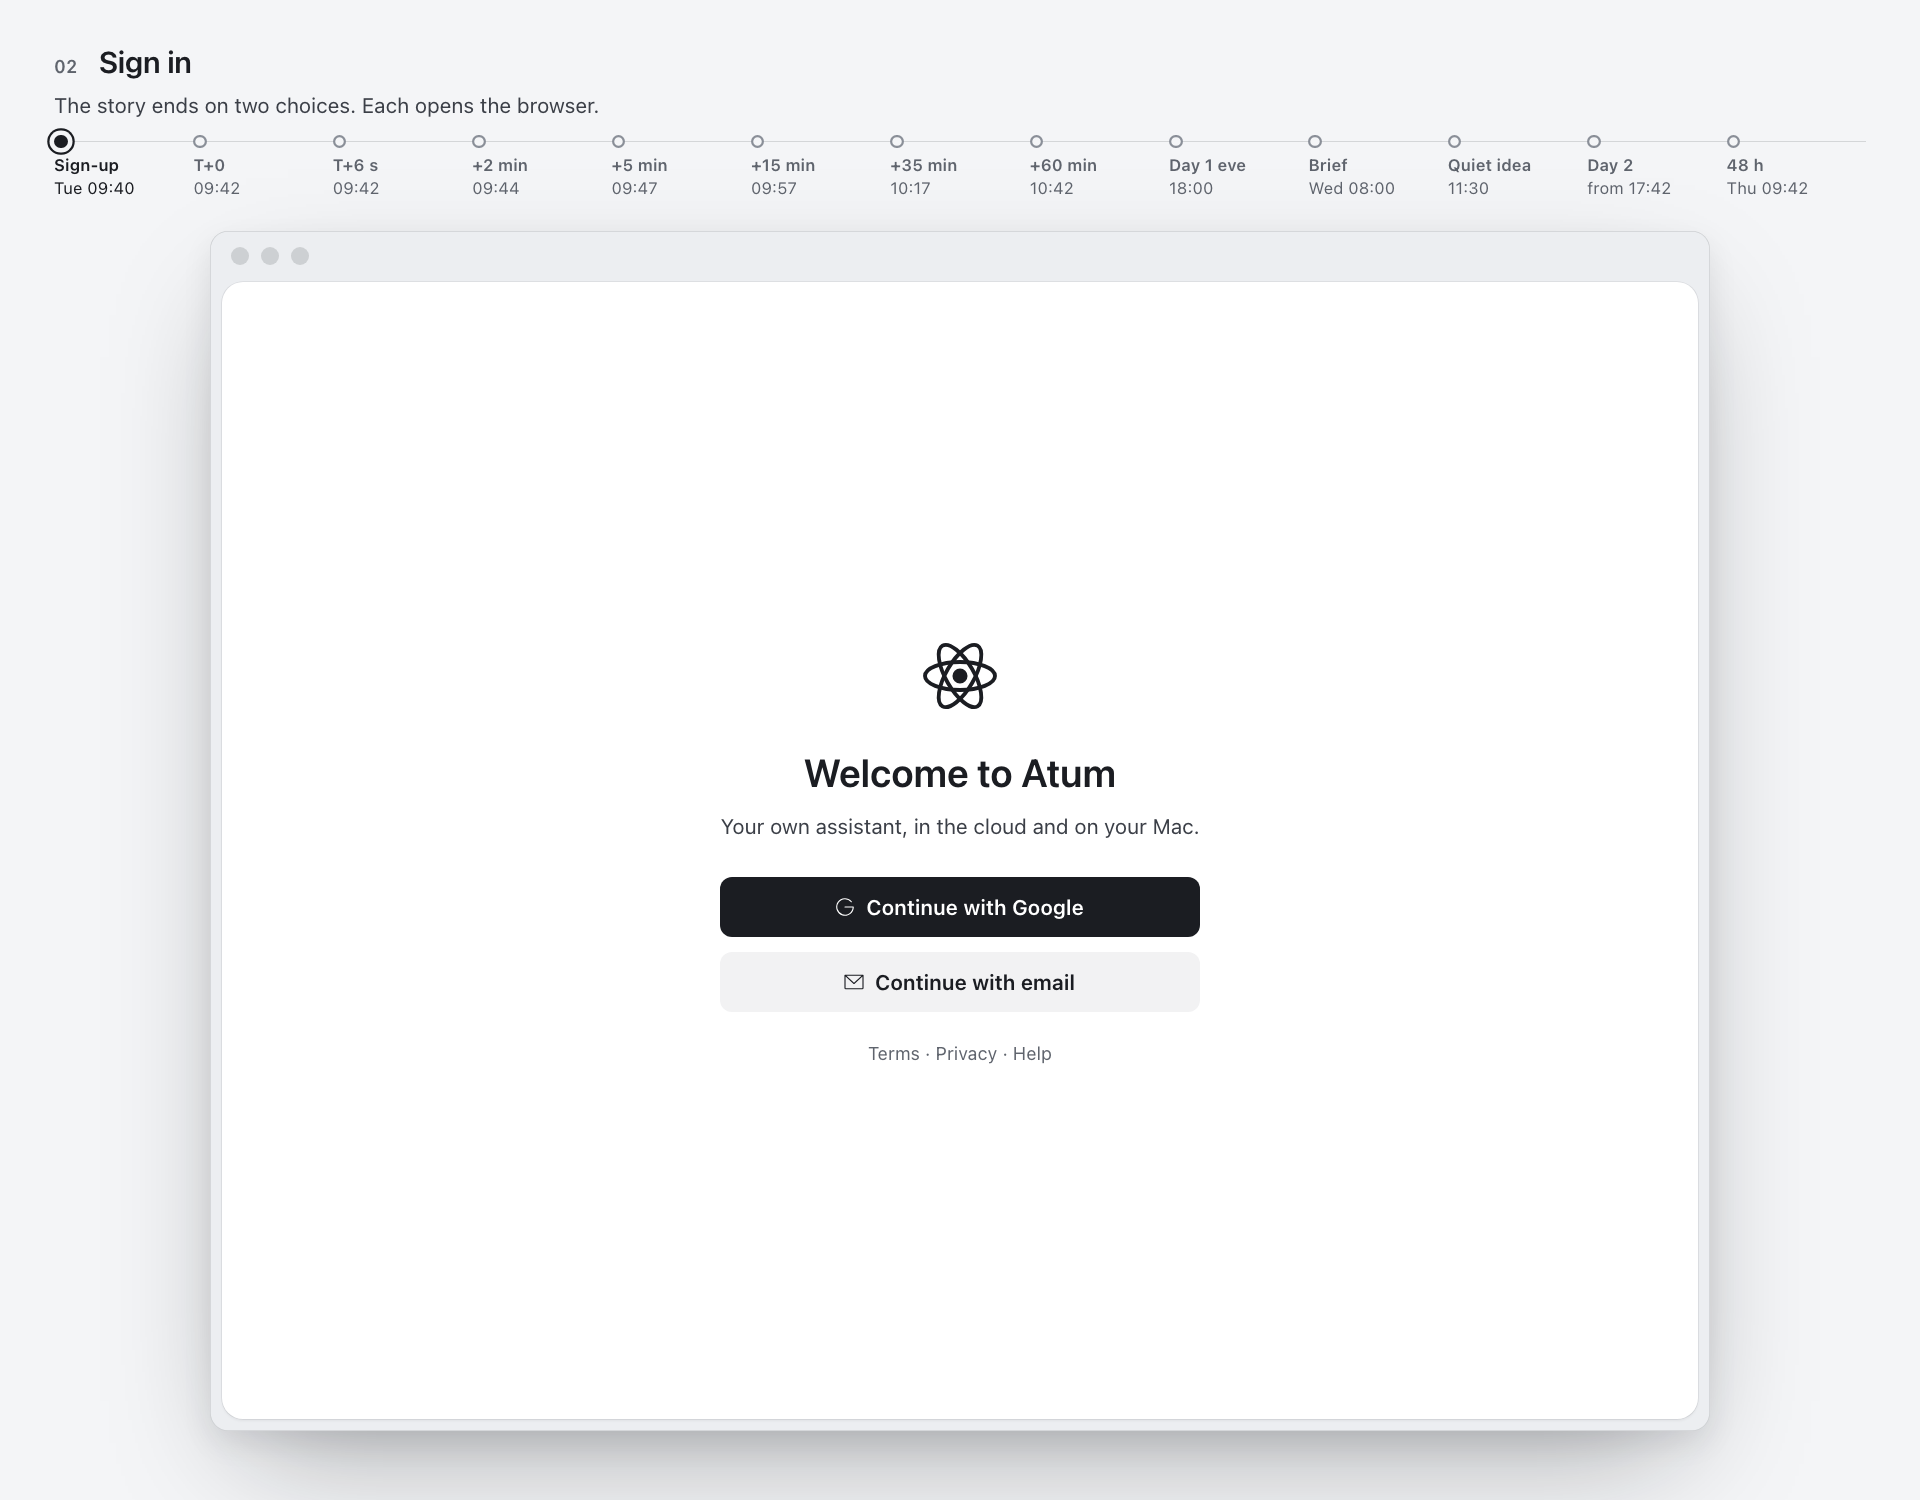 02 Sign in
The story ends on two choices. Each opens the browser.
Sign-up T+0 T+6 s +2 min +5 min +15 min +35 min +60 min Day 1 eve Brief Quiet idea Day 2 48 h
Tue 09:40 09:42 09:42 09:44 09:47 09:57 10:17 10:42 18:00 Wed 08:00 11:30 from 17:42 Thu 09:42
Welcome to Atum
Your own assistant, in the cloud and on your Mac.
Continue with Google
Continue with email
Terms · Privacy · Help